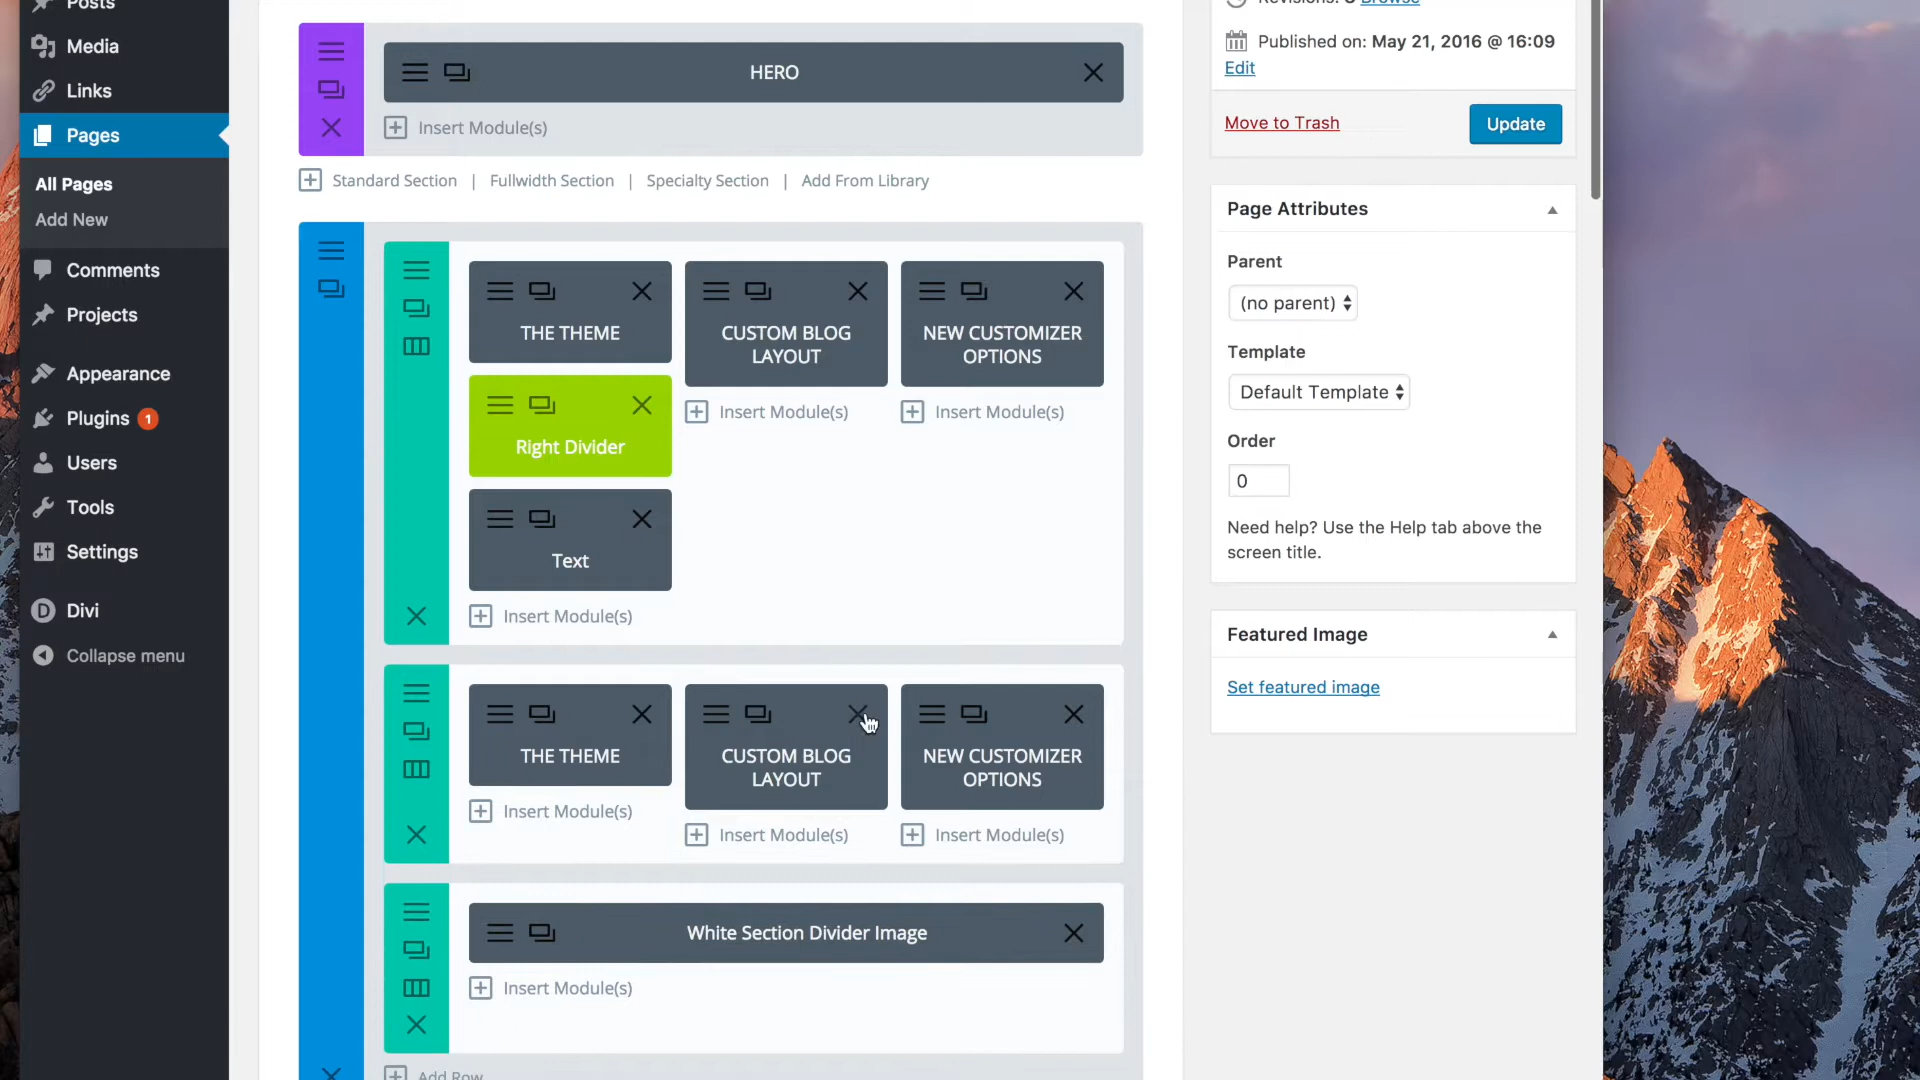 Posts
Media
Links
Pages
All Pages
Add New
Comments
Projects
Appearance
Plugins 1
Users
Tools
Settings
Divi
Collapse menu
HERO
Insert Module(s)
Standard Section | Fullwidth Section | Specialty Section | Add From Library
THE THEME
CUSTOM BLOG
LAYOUT
NEW CUSTOMIZER
OPTIONS
Insert Module(s)
Insert Module(s)
Right Divider
Text
Insert Module(s)
THE THEME
CUSTOM BLOG
LAYOUT
NEW CUSTOMIZER
OPTIONS
Insert Module(s)
Insert Module(s)
Insert Module(s)
White Section Divider Image
Insert Module(s)
Add Row
Browse
Published on: May 21, 2016 @ 16:09
Edit
Move to Trash
Update
Page Attributes
Parent
(no parent)
Template
Default Template
Order
0
Need help? Use the Help tab above the
screen title.
Featured Image
Set featured image